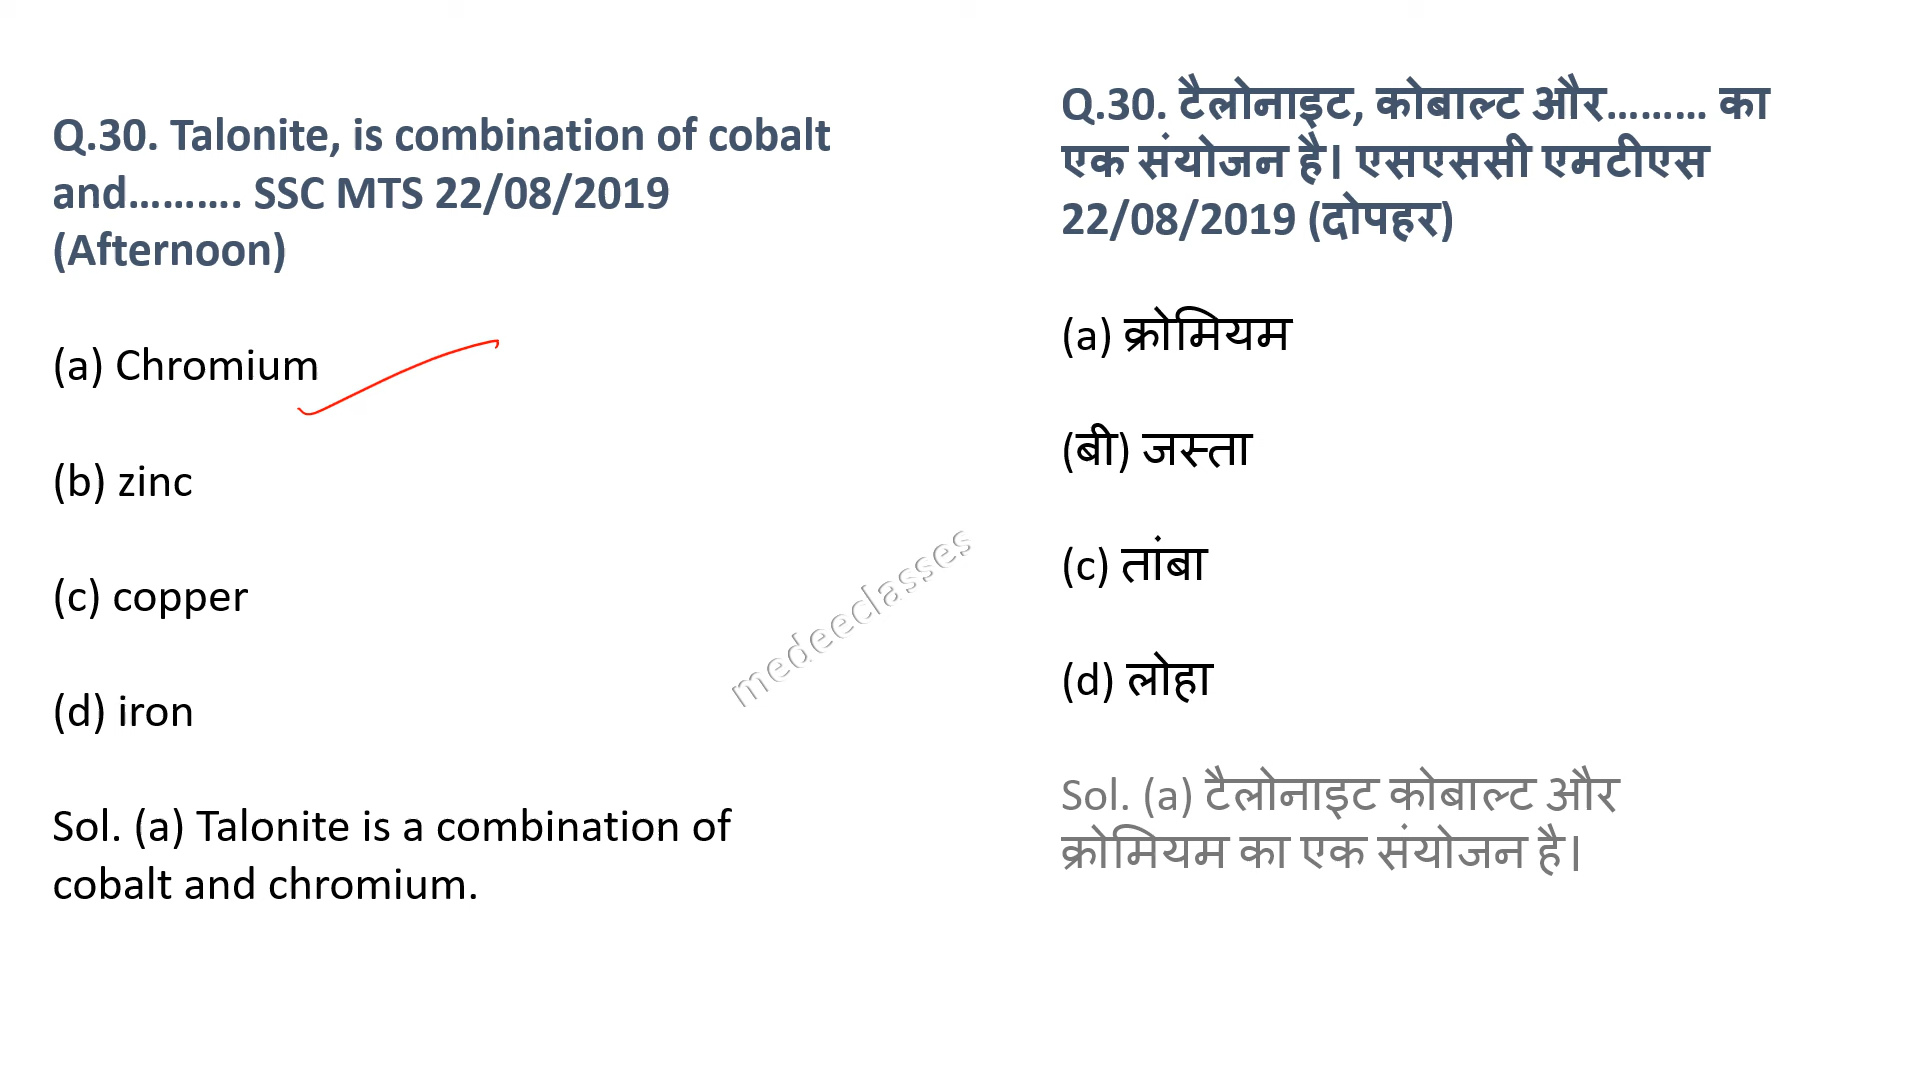 Q.30. Talonite, is combination of cobalt
and………. SSC MTS 22/08/2019
(Afternoon)
(a) Chromium
(b) zinc
(c) copper
(d) iron
Sol. (a) Talonite is a combination of
cobalt and chromium.
Q.30. टैलोनाइट, कोबाल्ट और……… का
एक संयोजन है। एसएससी एमटीएस
22/08/2019 (दोपहर)
(a) क्रोमियम
(बी) जस्ता
(c) तांबा
(d) लोहा
Sol. (a) टैलोनाइट कोबाल्ट और
क्रोमियम का एक संयोजन है।
medeeclasses